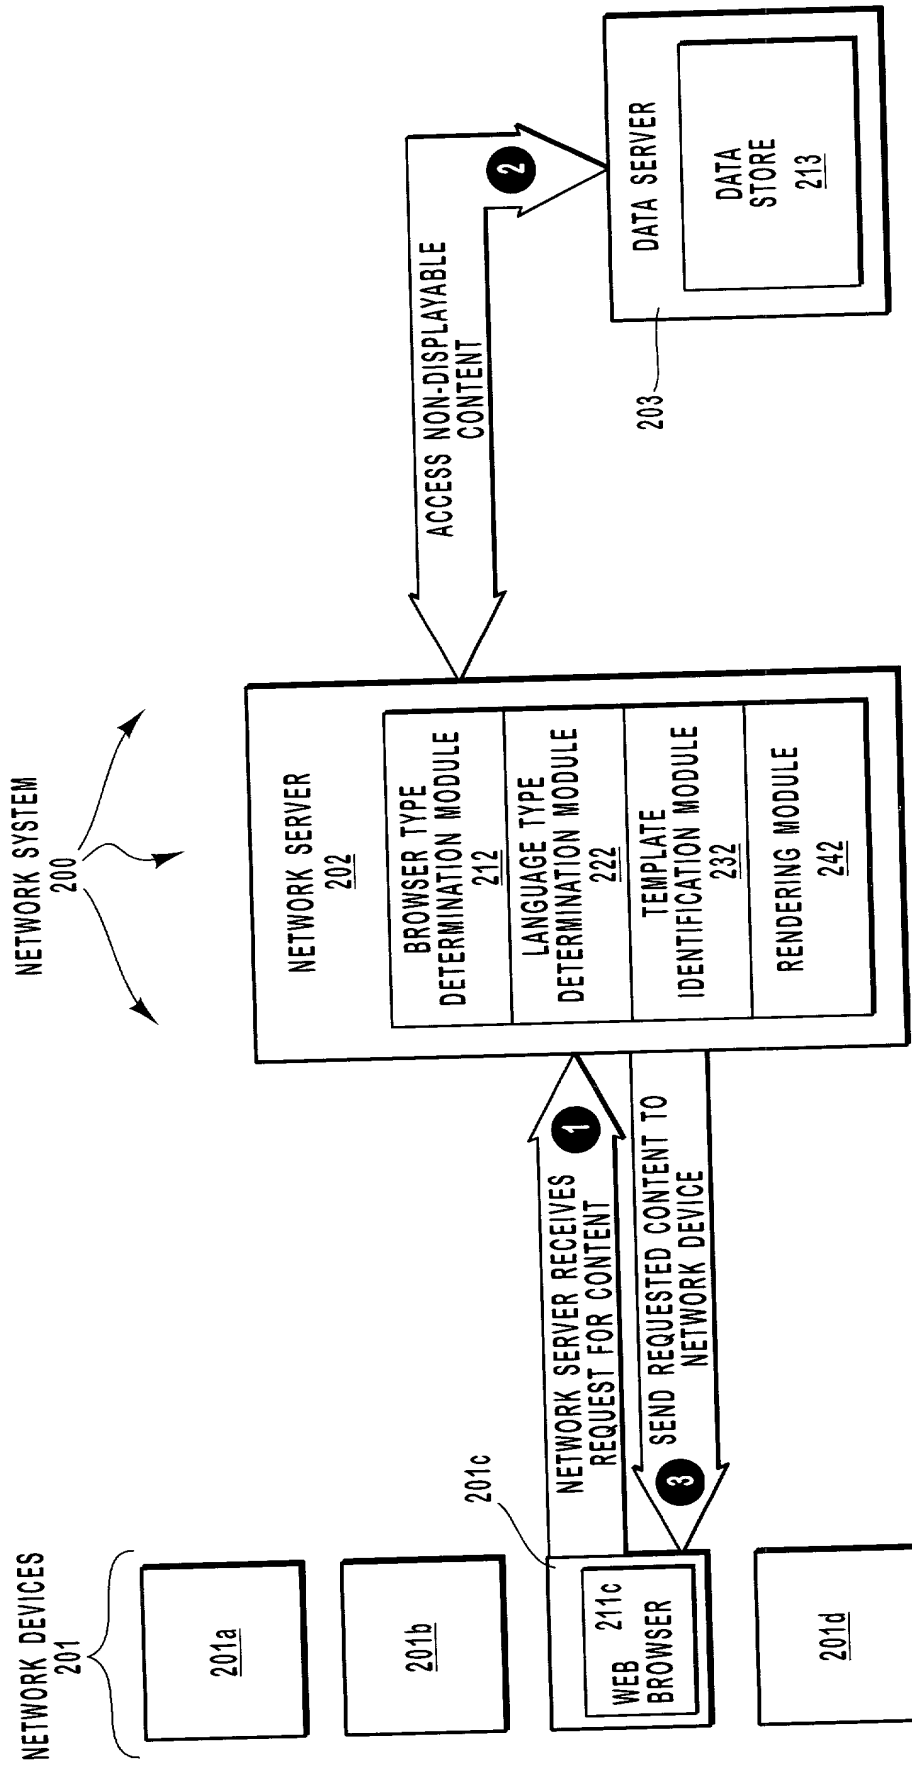 NETWORK SYSTEM
200
NETWORK DEVICES
201
201a
201b
201c
211c
WEB
BROWSER
201d
NETWORK SERVER RECEIVES
REQUEST FOR CONTENT
1
3
SEND REQUESTED CONTENT TO
NETWORK DEVICE
NETWORK SERVER
202
BROWSER TYPE
DETERMINATION MODULE
212
LANGUAGE TYPE
DETERMINATION MODULE
222
TEMPLATE
IDENTIFICATION MODULE
232
RENDERING MODULE
242
ACCESS NON-DISPLAYABLE
CONTENT
2
203
DATA SERVER
DATA
STORE
213